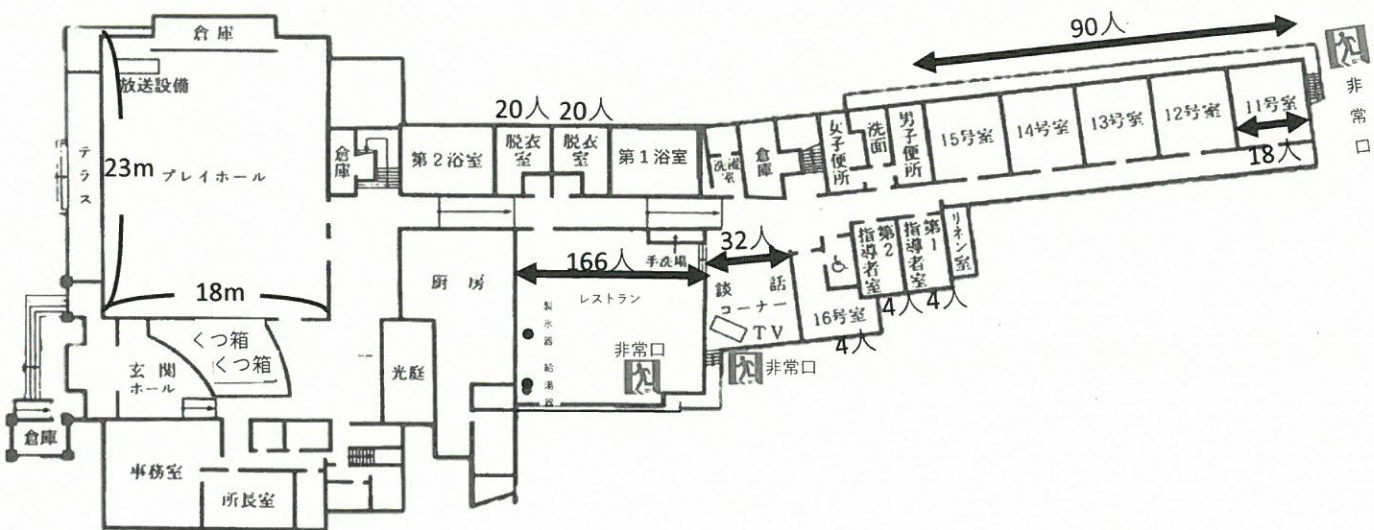 倉庫
放送設備
テラス
23m
プレイホール
18m
くつ箱
くつ箱
玄関
ホール
倉庫
事務室
所長室
倉庫
第2浴室
20人
20人
脱衣室
脱衣室
第1浴室
洗濯室
倉庫
女子便所
洗面
男子便所
90人
15号室
14号室
13号室
12号室
11号室
18人
非常口
厨房
光庭
166人
手洗場
レストラン
製氷器
給湯器
非常口
32人
談話
コーナー
TV
非常口
16号室
4人
第2
指導者室
4人
第1
指導者室
4人
リネン室